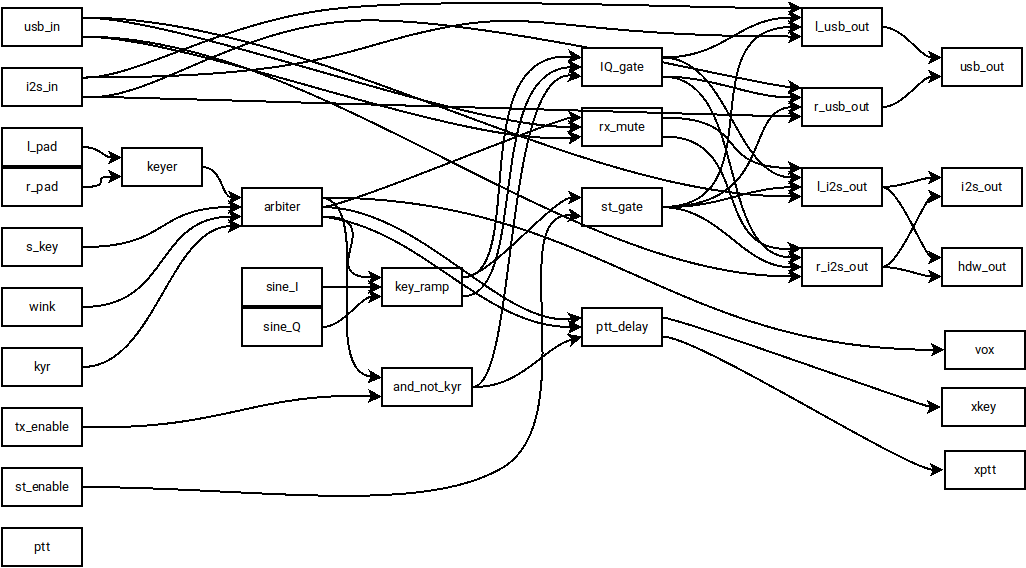 usb_in
i2s_in
l_pad
r_pad
s_key
wink
kyr
tx_enable
st_enable
ptt
keyer
arbiter
sine_I
sine_Q
key_ramp
and_not_kyr
IQ_gate
rx_mute
st_gate
ptt_delay
l_usb_out
r_usb_out
l_i2s_out
r_i2s_out
usb_out
i2s_out
hdw_out
vox
xkey
xptt